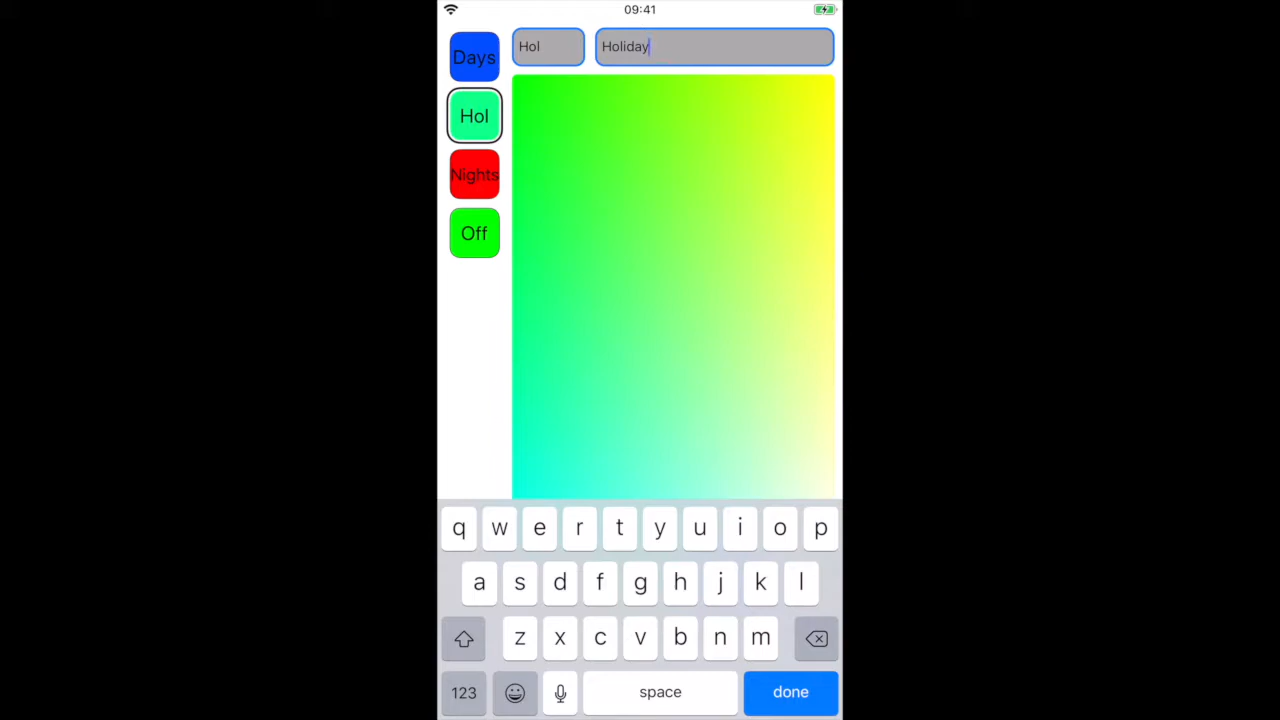 09:41
Days
Hol
Holiday
Hol
Nights
Off
q w e r t y u i o p
a s d f g h j k l
z x c v b n m
123
space
done